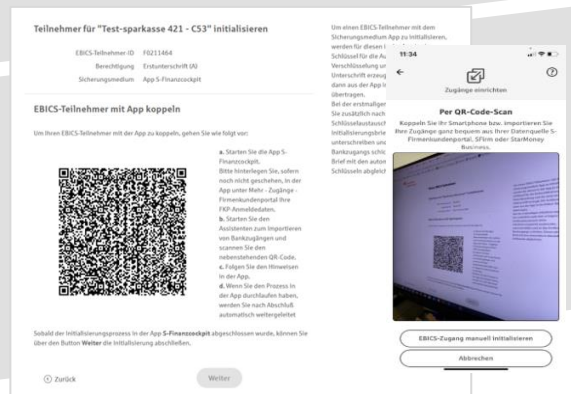 Teilnehmer für "Test-sparkasse 421 - C53" initialisieren
EBICS-Teilnehmer-ID F0211464
Berechtigung Erstunterschrift (A)
Sicherungsmedium App S-Finanzcockpit
EBICS-Teilnehmer mit App koppeln
Um Ihren EBICS-Teilnehmer mit der App zu koppeln, gehen Sie wie folgt vor:
a. Starten Sie die App S-
Finanzcockpit.
Bitte hinterlegen Sie, sofern
noch nicht geschehen, in der
App unter Mehr - Zugänge -
Firmenkundenportal Ihre
FKP-Anmeldedaten.
b. Starten Sie den
Assistenten zum Importieren
von Bankzugängen und
scannen Sie den
nebenstehenden QR-Code.
c. Folgen Sie den Hinweisen
in der App.
d. Wenn Sie den Prozess in
der App durchlaufen haben,
werden Sie nach Abschluß
automatisch weitergeleitet
Sobald der Initialisierungsprozess in der App S-Finanzcockpit abgeschlossen wurde, können Sie
über den Button Weiter die Initialisierung abschließen.
Zurück
Weiter
Um einen EBICS-Teilnehmer mit dem
Sicherungsmedium App zu initialisieren,
werden für diesen
Schlüssel für die Au
Verschlüsselung un
Unterschrift erzeug
dann aus der App in
übertragen.
Bei der erstmaliger
Sie zusätzlich nach
Schlüsselaustausch
Initialisierungsbrie
unterschreiben und
Bankzugangs schic
Brief mit den autom
Schlüsseln abgleich
11:34
Zugänge einrichten
Per QR-Code-Scan
Koppeln Sie Ihr Smartphone bzw. importieren Sie
Ihre Zugänge ganz bequem aus Ihrer Datenquelle S-
Firmenkundenportal, SFirm oder StarMoney
Business.
EBICS-Zugang manuell initialisieren
Abbrechen